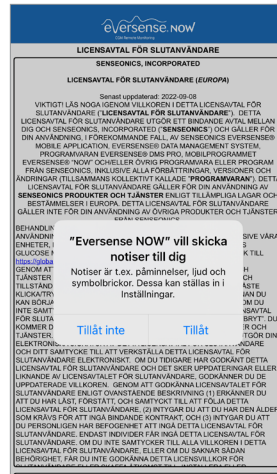 eversense. NOW
CGM Remote Monitoring
LICENSAVTAL FÖR SLUTANVÄNDARE
SENSEONICS, INCORPORATED
LICENSAVTAL FÖR SLUTANVÄNDARE (EUROPA)
Senast uppdaterad: 2022-09-08
VIKTIGT! LÄS NOGA IGENOM VILLKOREN I DETTA LICENSAVTAL FÖR
SLUTANVÄNDARE ("LICENSAVTAL FÖR SLUTANVÄNDARE"). DETTA
LICENSAVTAL FÖR SLUTANVÄNDARE UTGÖR ETT BINDANDE AVTAL MELLAN
DIG OCH SENSEONICS, INCORPORATED ("SENSEONICS") OCH GÄLLER FÖR
DIN ANVÄNDNING, I FÖREKOMMANDE FALL, AV SENSEONICS EVERSENSE®
MOBILE APPLICATION, EVERSENSE® DATA MANAGEMENT SYSTEM,
PROGRAMVARAN EVERSENSE® DMS PRO, MOBILPROGRAMMET
EVERSENSE® NOW™ OCH/ELLER ÖVRIG PROGRAMVARA ELLER PROGRAM
FRÅN SENSEONICS, INKLUSIVE ALLA FÖRBÄTTRINGAR, VERSIONER OCH
ÄNDRINGAR (TILLSAMMANS KOLLEKTIVT KALLADE "PROGRAMVARAN"). DETTA
LICENSAVTAL FÖR SLUTANVÄNDARE GÄLLER FÖR DIN ANVÄNDNING AV
SENSEONICS PRODUKTER OCH TJÄNSTER ENLIGT TILLÄMPLIGA LAGAR OCH
BESTÄMMELSER I EUROPA. DETTA LICENSAVTAL FÖR SLUTANVÄNDARE
GÄLLER INTE FÖR DIN ANVÄNDNING AV ÖVRIGA PRODUKTER OCH TJÄNSTER
FRÅN SENSEONICS.
"Eversense NOW" vill skicka
notiser till dig
Notiser är t.ex. påminnelser, ljud och
symbolbrickor. Dessa kan ställas in i
Inställningar.
Tillåt inte
Tillåt
OCH DITT SAMTYCKE TILL ATT VERKSTÄLLA DETTA LICENSAVTAL FÖR
SLUTANVÄNDARE ELEKTRONISKT. OM DU TIDIGARE HAR GODKÄNT DETTA
LICENSAVTAL FÖR SLUTANVÄNDARE OCH DET SKER UPPDATERINGAR ELLER
LIKNANDE AV LICENSAVTALET FÖR SLUTANVÄNDARE, GODKÄNNER DU DE
UPPDATERADE VILLKOREN. GENOM ATT GODKÄNNA LICENSAVTALET FÖR
SLUTANVÄNDARE ENLIGT OVANSTÅENDE BESKRIVNING (1) ERKÄNNER DU
ATT DU HAR LÄST, FÖRSTÅTT, OCH SAMTYCKT TILL ATT FÖLJA DETTA
LICENSAVTAL FÖR SLUTANVÄNDARE, (2) INTYGAR DU ATT DU HAR DEN ÅLDER
SOM KRÄVS FÖR ATT INGÅ BINDANDE KONTRAKT, OCH (3) INTYGAR DU ATT
DU PERSONLIGEN HAR BEFOGENHET ATT INGÅ DETTA LICENSAVTAL FÖR
SLUTANVÄNDARE. ENDAST INDIVIDER FÅR INGÅ DETTA LICENSAVTAL FÖR
SLUTANVÄNDARE. OM DU INTE SAMTYCKER TILL ALLA VILLKOREN I DETTA
LICENSAVTAL FÖR SLUTANVÄNDARE, ELLER OM DU SAKNAR SÅDAN
BEHÖRIGHET, FÅR DU INTE GODKÄNNA DETTA LICENSVILLKOR FÖR